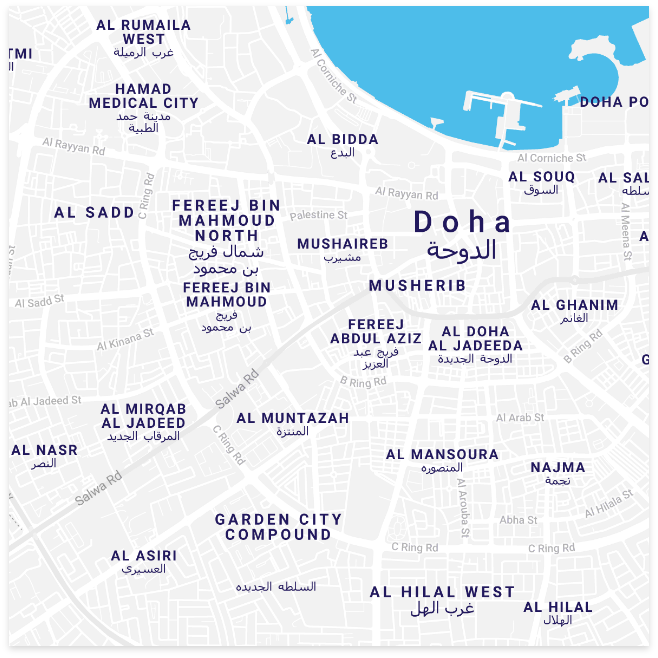 AL RUMAILA
WEST
غرب الرميلة
TMI
Al Corniche St
HAMAD
MEDICAL CITY
مدينة حمد
الطبية
DOHA PO
Al Rayyan Rd
AL BIDDA
البدع
Al Corniche St
AL SOUQ
السوق
AL SAL
سلطه
C Ring Rd
Al Rayyan Rd
AL SADD
FEREEJ BIN
MAHMOUD
NORTH
شمال فريج
بن محمود
Palestine St
Doha
الدوحة
Al Meena St
A
MUSHAIREB
مشيرب
MUSHERIB
FEREEJ BIN
MAHMOUD
فريج
بن محمود
Al Sadd St
AL GHANIM
الغانم
FEREEJ
ABDUL AZIZ
فريج عبد
العزيز
AL DOHA
AL JADEEDA
الدوحة الجديدة
Al Kinana St
B Ring Rd
G
B Ring Rd
Salwa Rd
ab Al Jadeed St
AL MIRQAB
AL JADEED
المرقاب الجديد
AL MUNTAZAH
المنتزة
Al Arab St
C Ring Rd
AL NASR
النصر
AL MANSOURA
المنصوره
NAJMA
نجمة
Salwa Rd
Al Arouba St
Al Hilala St
GARDEN CITY
COMPOUND
Abha St
C Ring Rd
C Ring Rd
AL ASIRI
العسيري
السلطه الجديده
AL HILAL WEST
غرب الهل
AL HILAL
الهلال